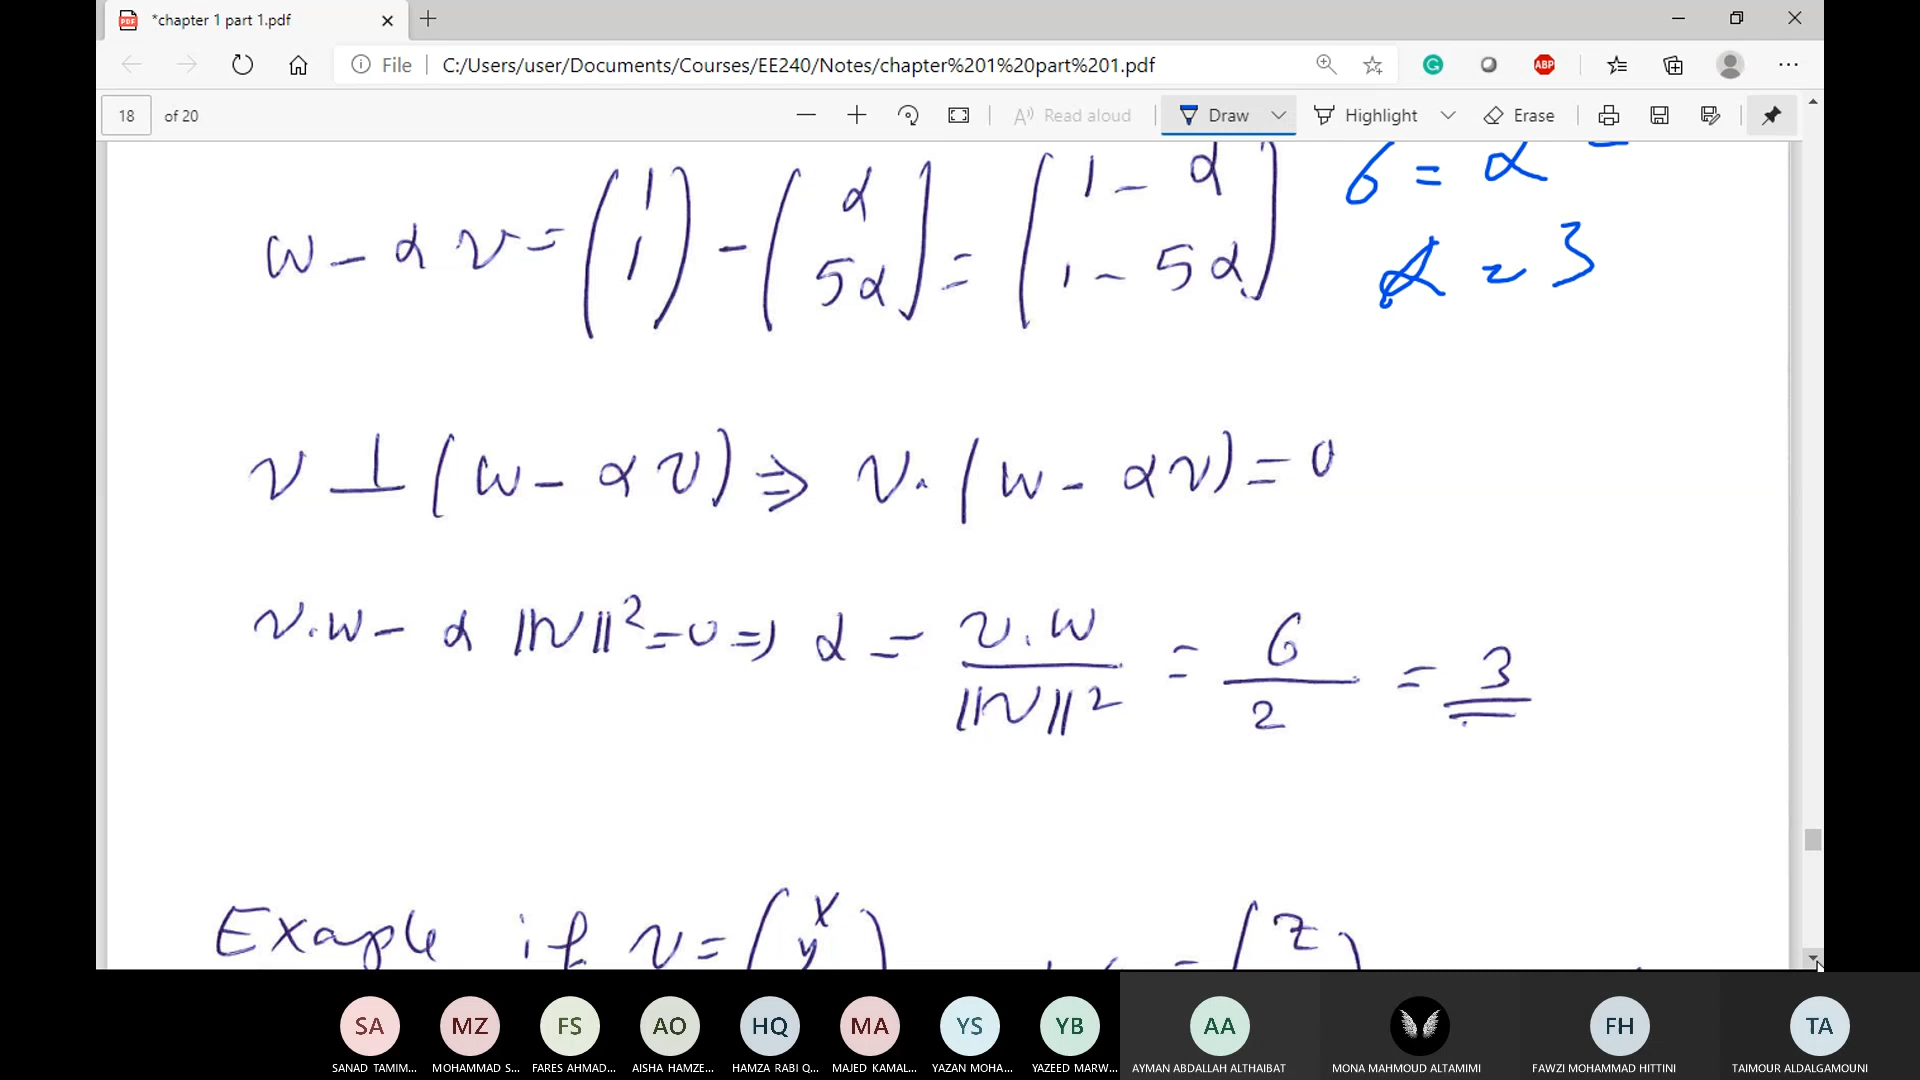 *chapter 1 part 1.pdf
File C:/Users/user/Documents/Courses/EE240/Notes/chapter%201%20part%201.pdf
ABP
18 of 20 Read aloud Draw Highlight Erase
6 = α 2
α = 3
w - α v = (1 1) - (α 5α) = (1 - α 1 - 5α)
v ⊥ (w - α v) ⇒ v. (w - α v) = 0
v.w - α ||v||² = 0 ⇒ α = v.w / ||v||² = 6 / 2 = 3
Exaple if v = (x y) = (z
SA MZ FS AO HQ MA YS YB AA FH TA
SANAD TAMIM... MOHAMMAD S... FARES AHMAD... AISHA HAMZE... HAMZA RABI Q... MAJED KAMAL... YAZAN MOHA... YAZEED MARW... AYMAN ABDALLAH ALTHAIBAT MONA MAHMOUD ALTAMIMI FAWZI MOHAMMAD HITTINI TAIMOUR ALDALGAMOUNI